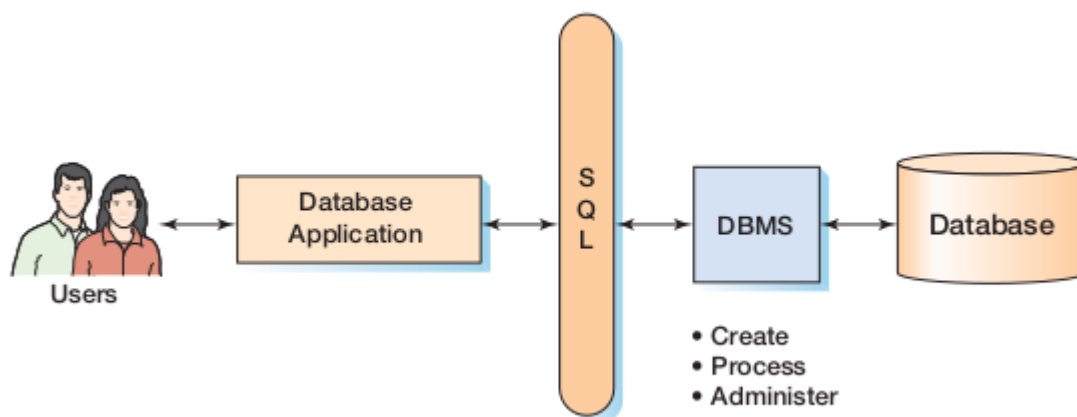 Users
Database
Application
S
Q
L
DBMS
• Create
• Process
• Administer
Database